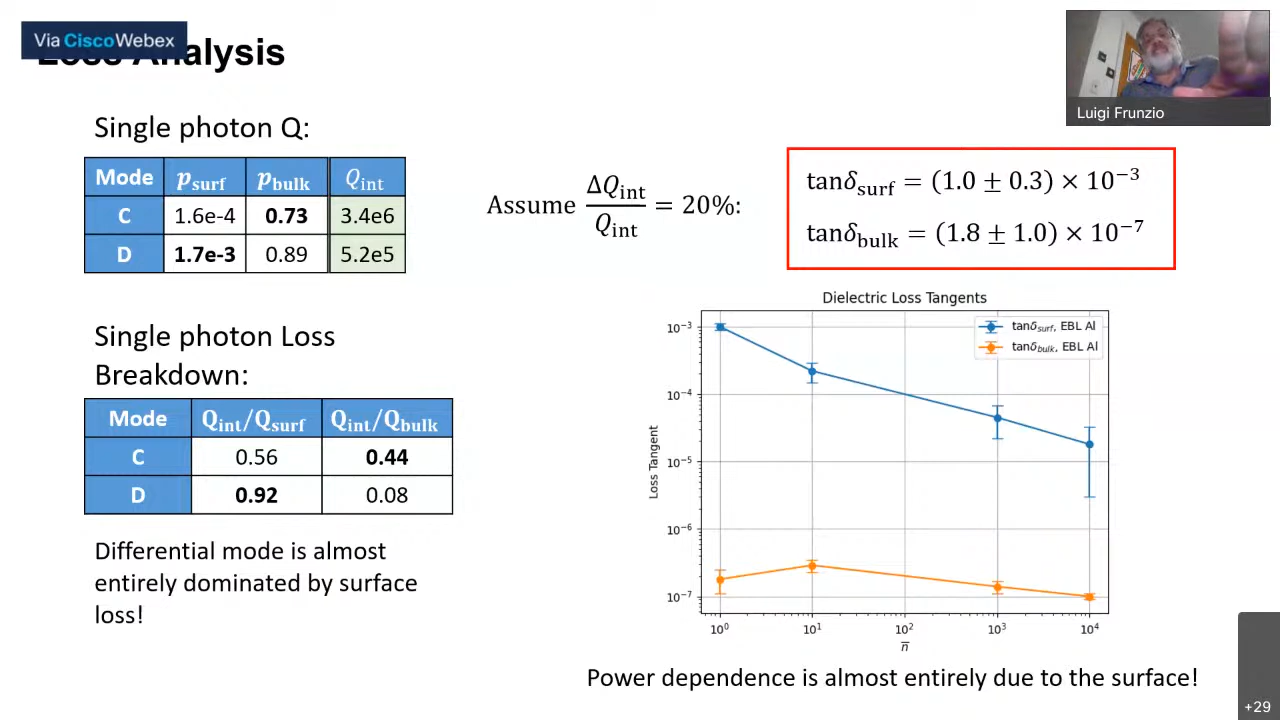 Via Cisco Webex
Loss Analysis
Luigi Frunzio
Single photon Q:
Mode p_surf p_bulk Q_int
C 1.6e-4 0.73 3.4e6
D 1.7e-3 0.89 5.2e5
Assume ΔQ_int/Q_int = 20%:
tanδ_surf = (1.0 ± 0.3) × 10⁻³
tanδ_bulk = (1.8 ± 1.0) × 10⁻⁷
Single photon Loss
Breakdown:
Mode Q_int/Q_surf Q_int/Q_bulk
C 0.56 0.44
D 0.92 0.08
Differential mode is almost
entirely dominated by surface
loss!
Dielectric Loss Tangents
tanδ_surf, EBL Al
tanδ_bulk, EBL Al
Loss Tangent
10⁻³
10⁻⁴
10⁻⁵
10⁻⁶
10⁻⁷
10⁰ 10¹ 10² 10³ 10⁴
n̅
Power dependence is almost entirely due to the surface!
+29